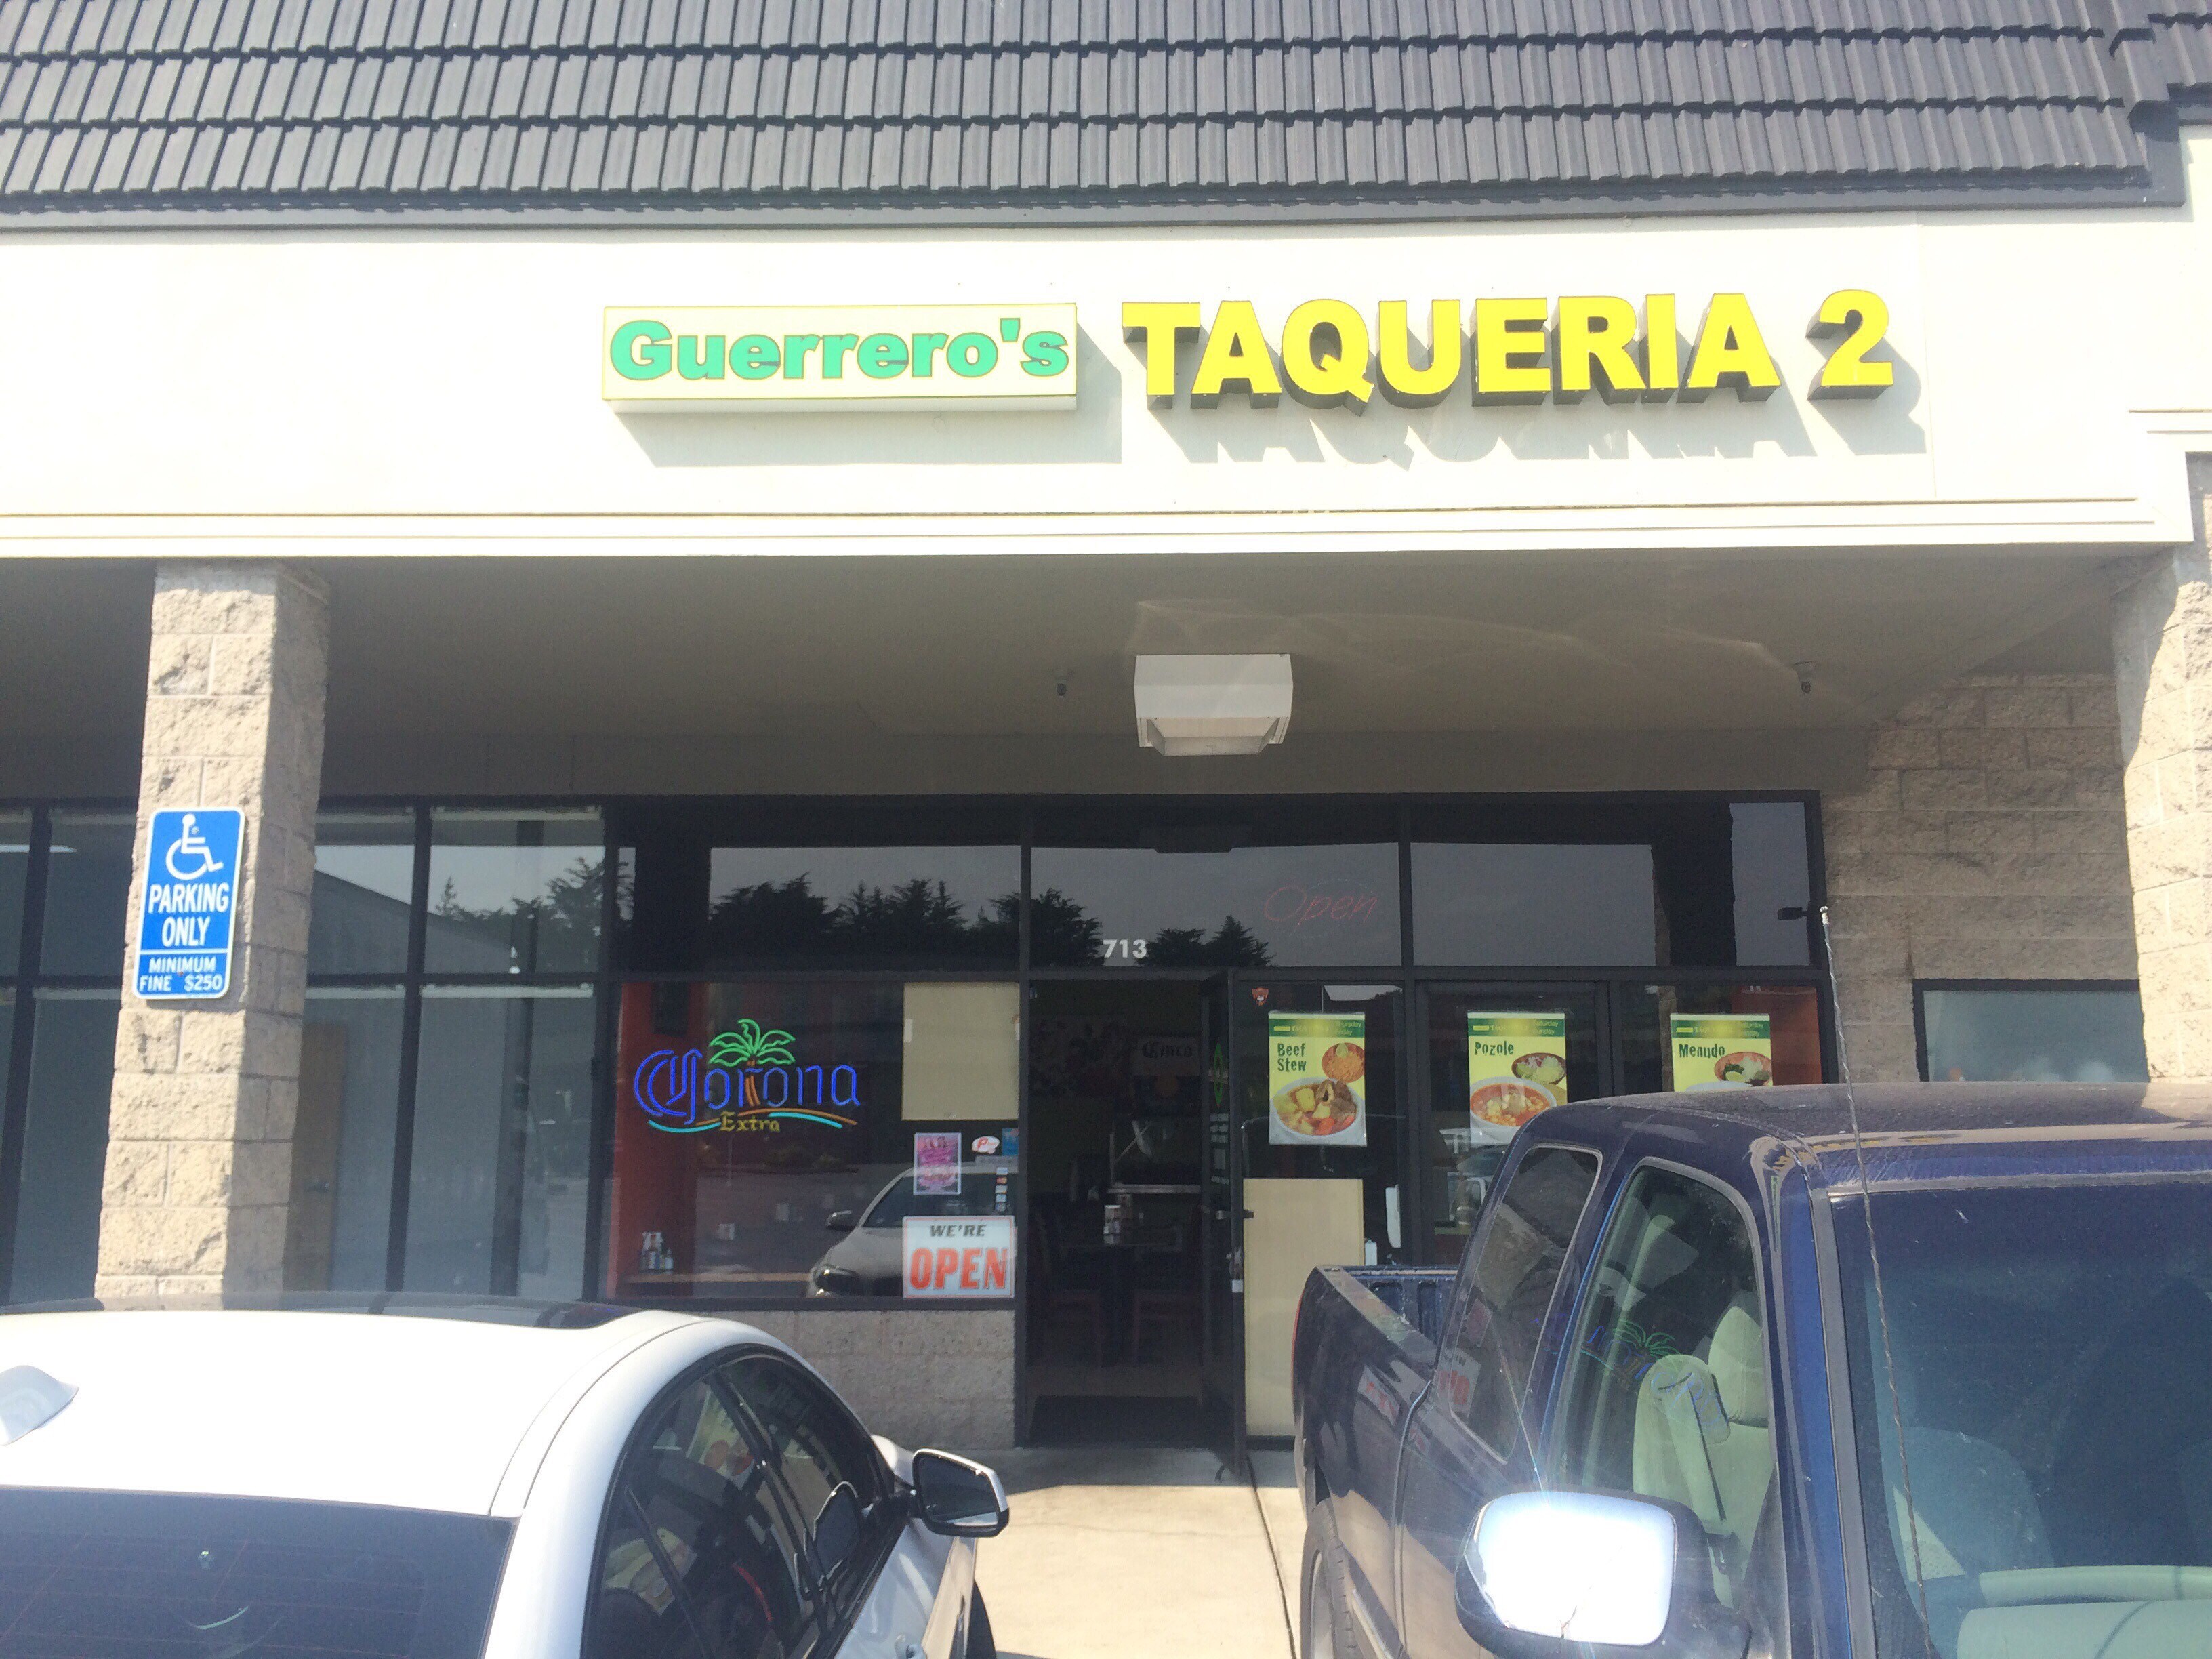 Guerrero's TAQUERIA 2
PARKING
ONLY
MINIMUM
FINE $250
Open
713
Corona
Extra
Cinco
Beef
Stew
Pozole
Menudo
WE'RE
OPEN